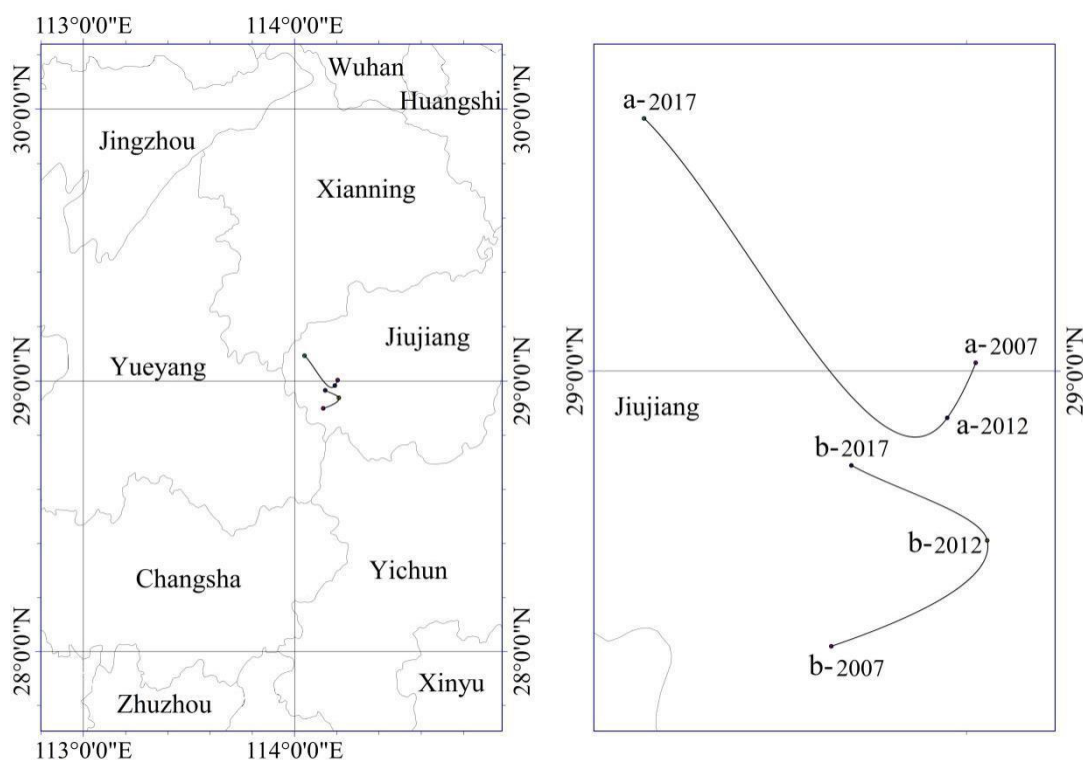 113°0'0"E
114°0'0"E
Wuhan
Huangshi
30°0'0"N
30°0'0"N
Jingzhou
Xianning
Jiujiang
Yueyang
29°0'0"N
29°0'0"N
Changsha
Yichun
28°0'0"N
28°0'0"N
Xinyu
Zhuzhou
113°0'0"E
114°0'0"E
a-2017
a-2007
29°0'0"N
29°0'0"N
Jiujiang
a-2012
b-2017
b-2012
b-2007